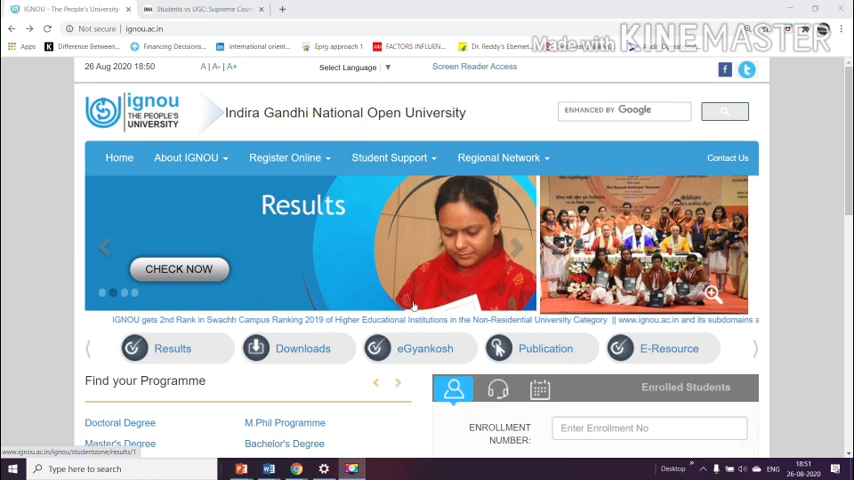 IGNOU - The People's University
Students vs UGC: Supreme Cour
Not secure | ignou.ac.in
Apps
Difference Between...
Financing Decisions...
international orient...
Eprg approach 1
FACTORS INFLUEN...
Dr. Reddy's Ebernet...
Made with KINEMASTER
26 Aug 2020 18:50
A | A- | A+
Select Language ▼
Screen Reader Access
ignou
THE PEOPLE'S
UNIVERSITY
Indira Gandhi National Open University
ENHANCED BY Google
Home
About IGNOU
Register Online
Student Support
Regional Network
Contact Us
Results
CHECK NOW
IGNOU gets 2nd Rank in Swachh Campus Ranking 2019 of Higher Educational Institutions in the Non-Residential University Category || www.ignou.ac.in and its subdomains a
Results
Downloads
eGyankosh
Publication
E-Resource
Find your Programme
Enrolled Students
Doctoral Degree
M.Phil Programme
ENROLLMENT
NUMBER:
Enter Enrollment No
Master's Degree
Bachelor's Degree
www.ignou.ac.in/ignou/studentzone/results/1
Type here to search
Desktop
ENG
18:51
26-08-2020